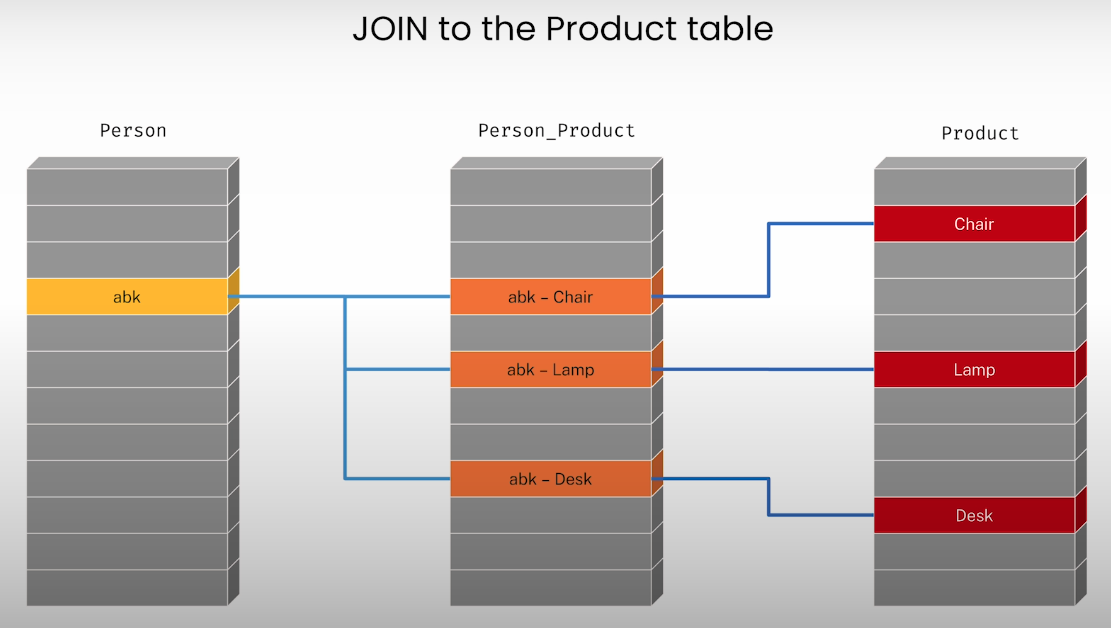 JOIN to the Product table
Person
Person_Product
Product
Chair
abk
abk – Chair
abk – Lamp
Lamp
abk – Desk
Desk